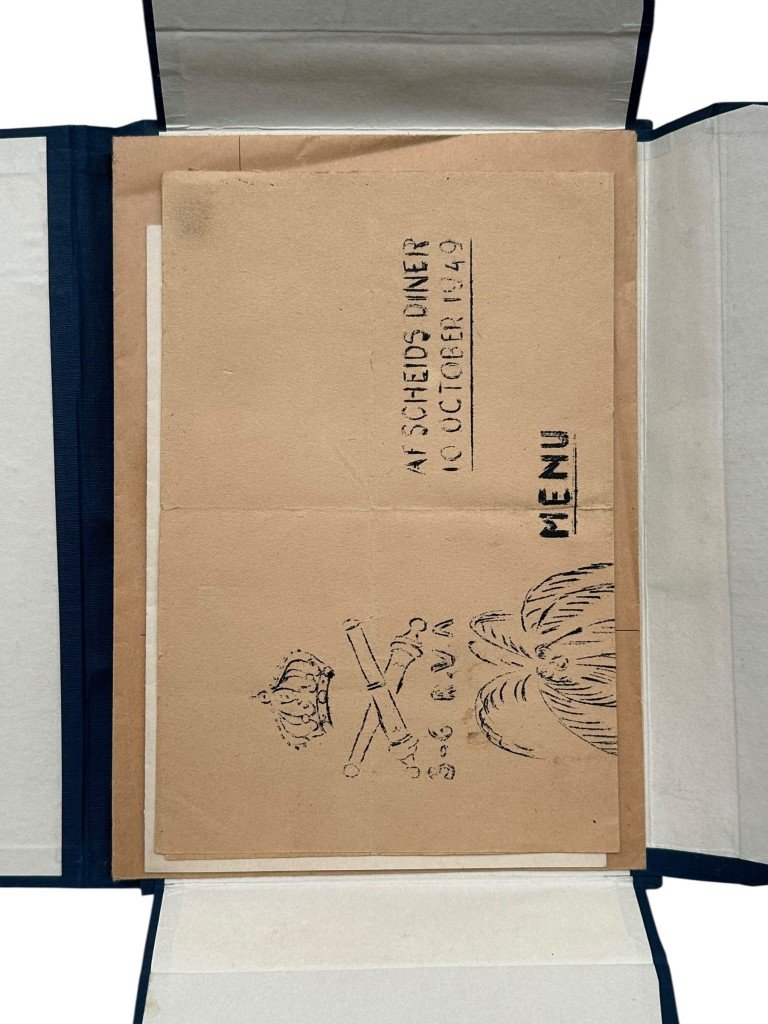 3-6 R.V.A
AFSCHEIDS DINER
10 OCTOBER 1949
MENU